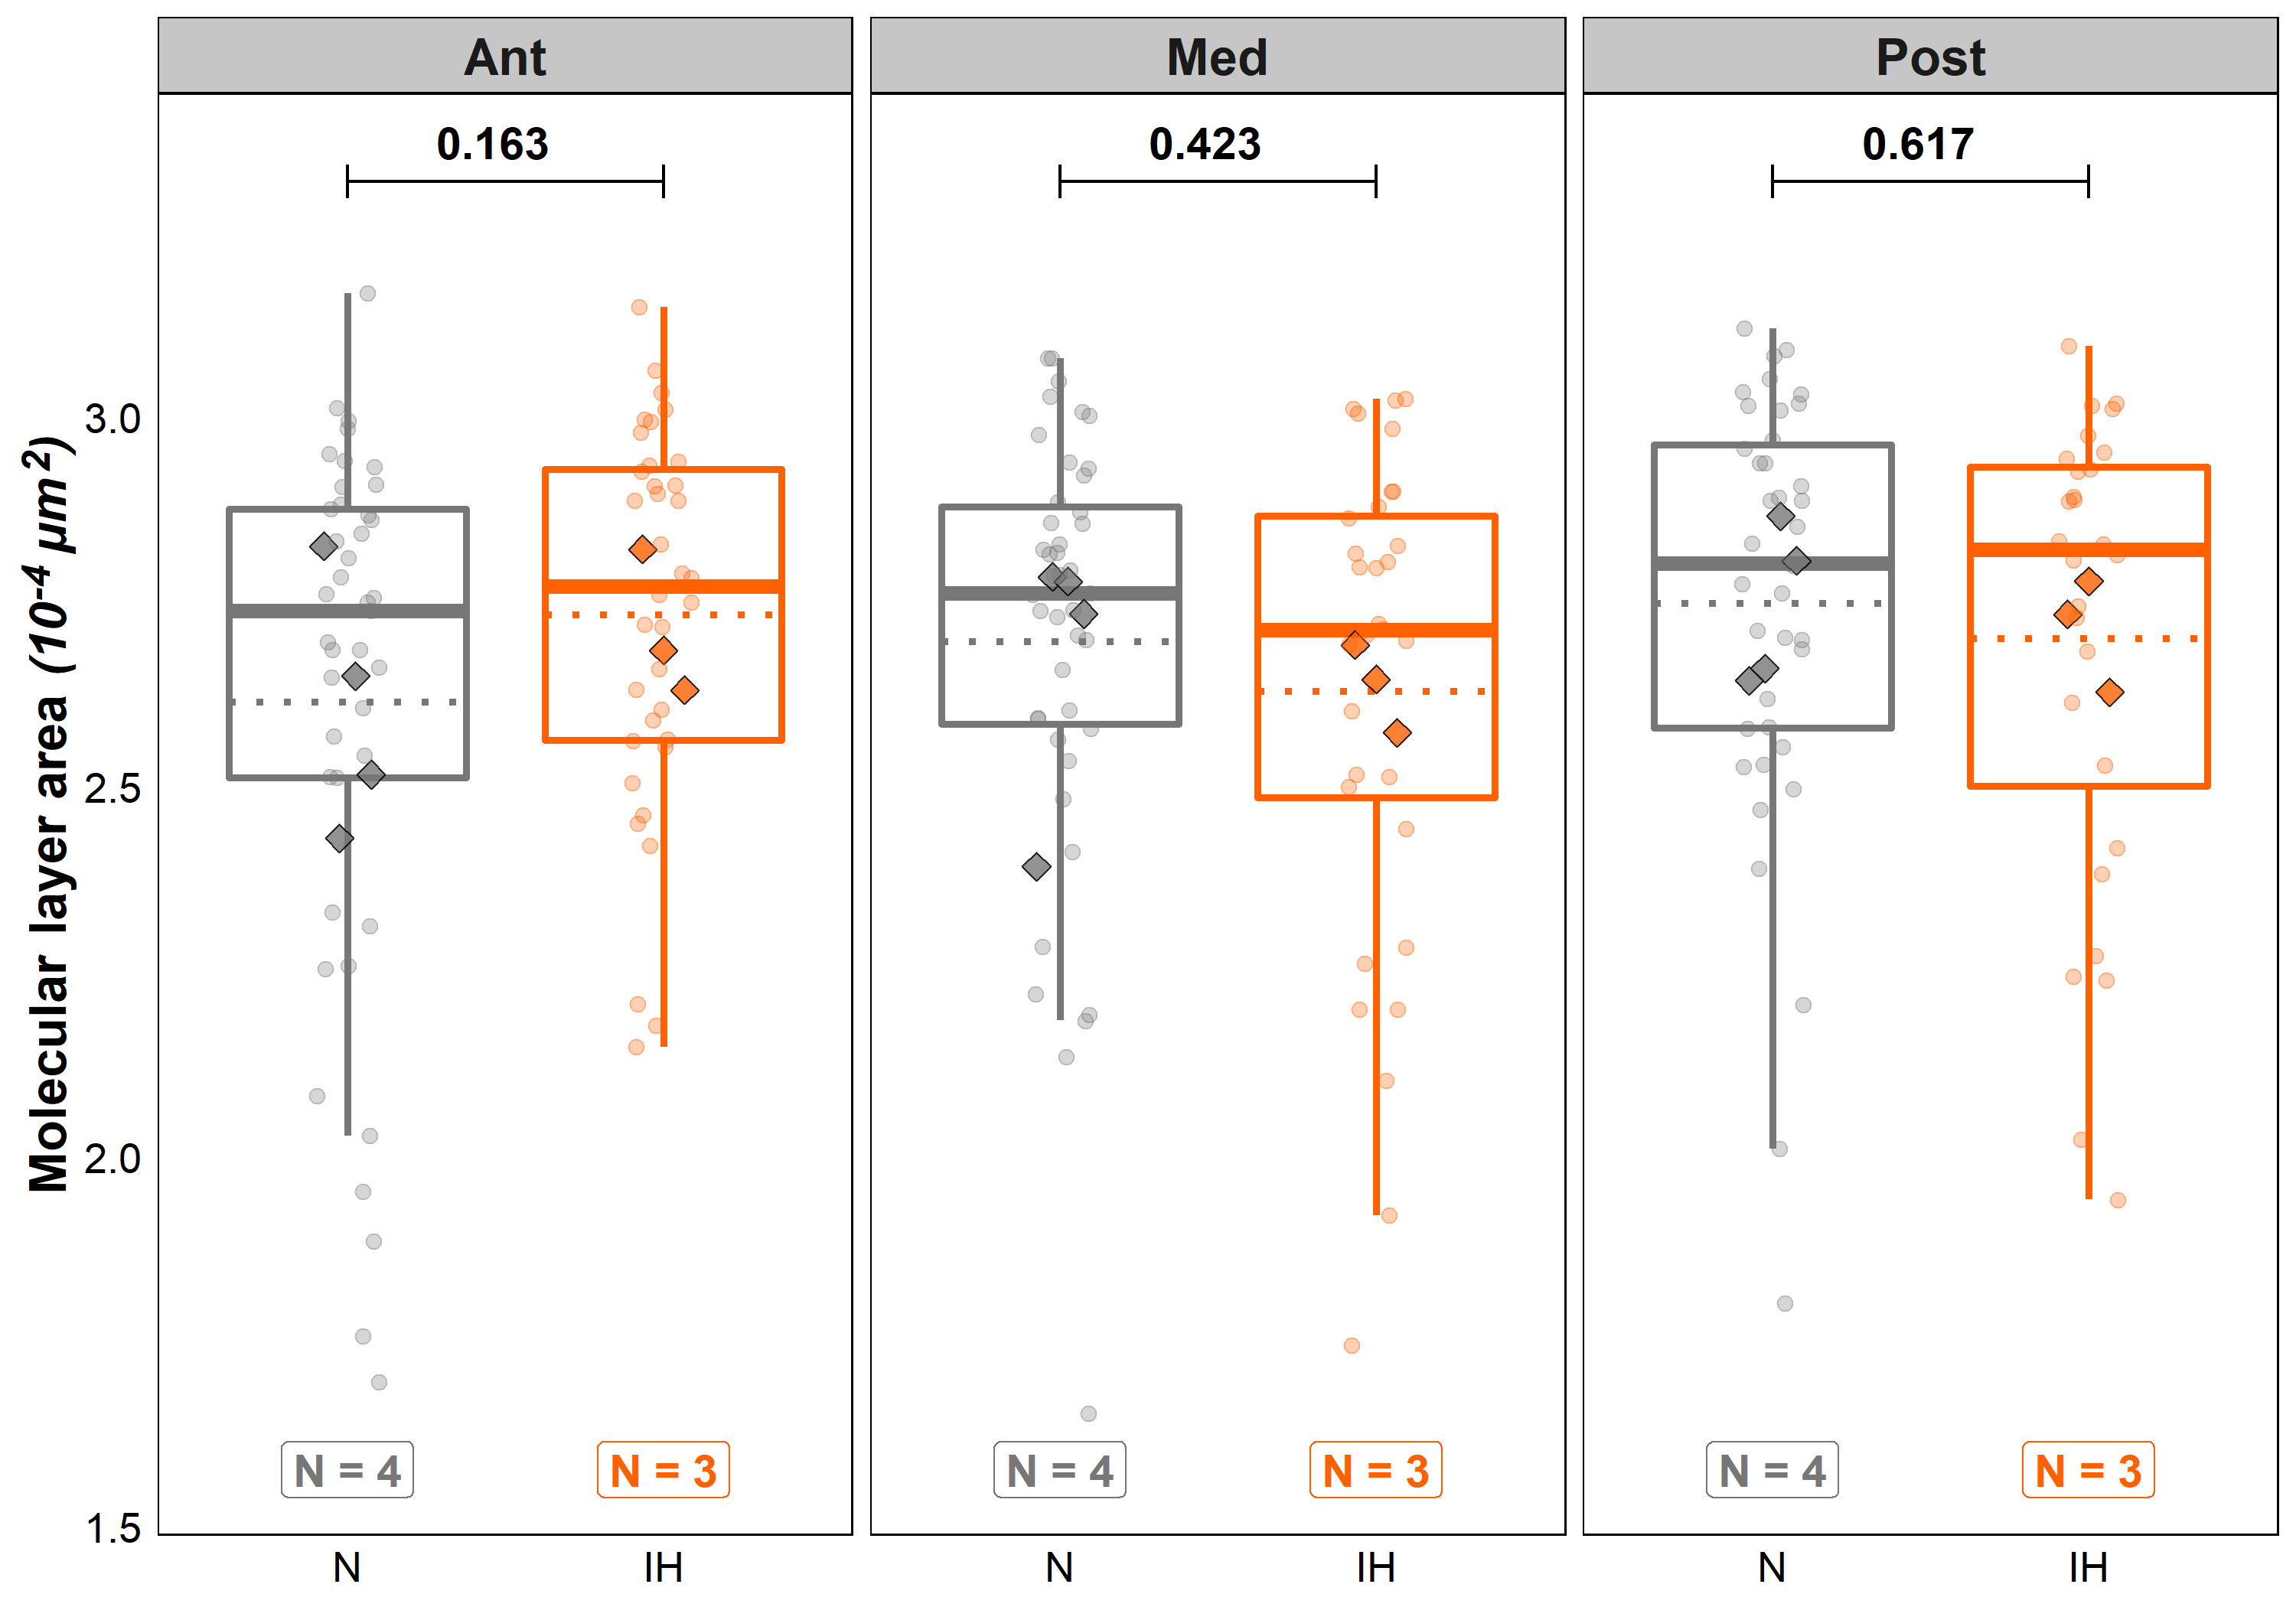 Ant Med Post
0.163 0.423 0.617
Molecular layer area (10⁻⁴ µm²)
3.0
2.5
2.0
1.5
N = 4 N = 3 N = 4 N = 3 N = 4 N = 3
N IH N IH N IH